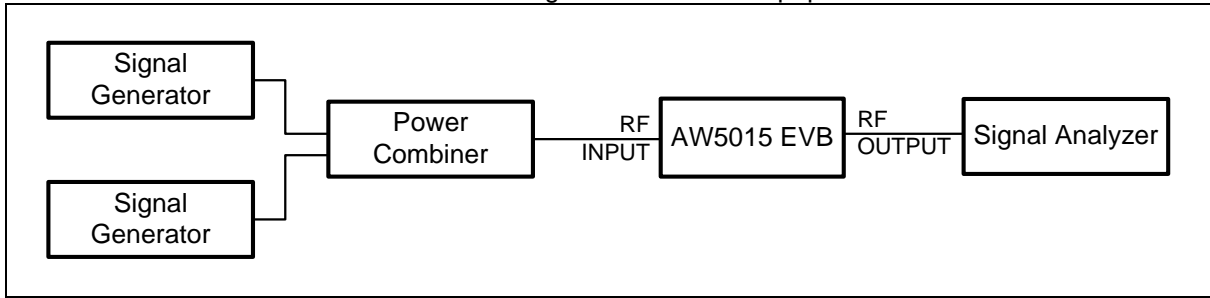 Signal
Generator
Signal
Generator
Power
Combiner
RF
INPUT
AW5015 EVB
RF
OUTPUT
Signal Analyzer